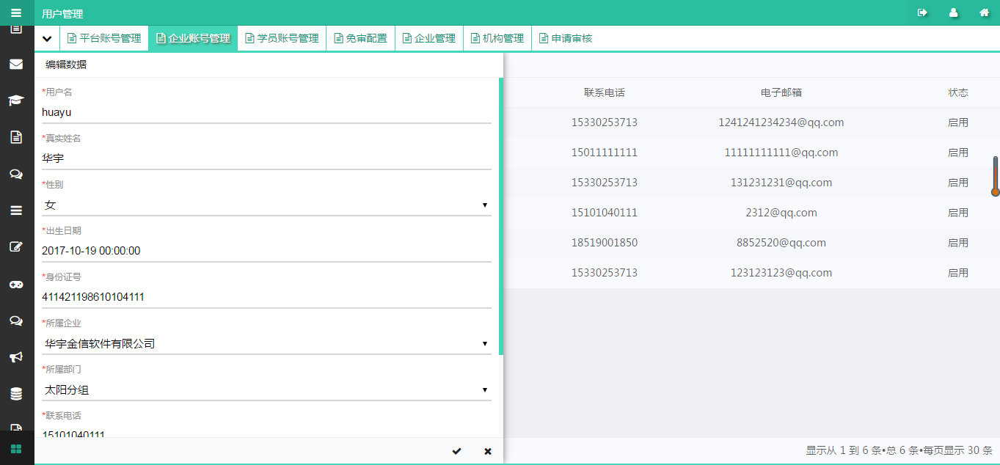 用户管理
平台账号管理 企业账号管理 学员账号管理 免审配置 企业管理 机构管理 申请审核
编辑数据
*用户名
huayu
*真实姓名
华宇
*性别
女
*出生日期
2017-10-19 00:00:00
*身份证号
411421198610104111
*所属企业
华宇金信软件有限公司
*所属部门
太阳分组
*联系电话
15101040111
联系电话 电子邮箱 状态
15330253713 1241241234234@qq.com 启用
15011111111 11111111111@qq.com 启用
15330253713 131231231@qq.com 启用
15101040111 2312@qq.com 启用
18519001850 8852520@qq.com 启用
15330253713 123123123@qq.com 启用
显示从 1 到 6 条•总 6 条•每页显示 30 条